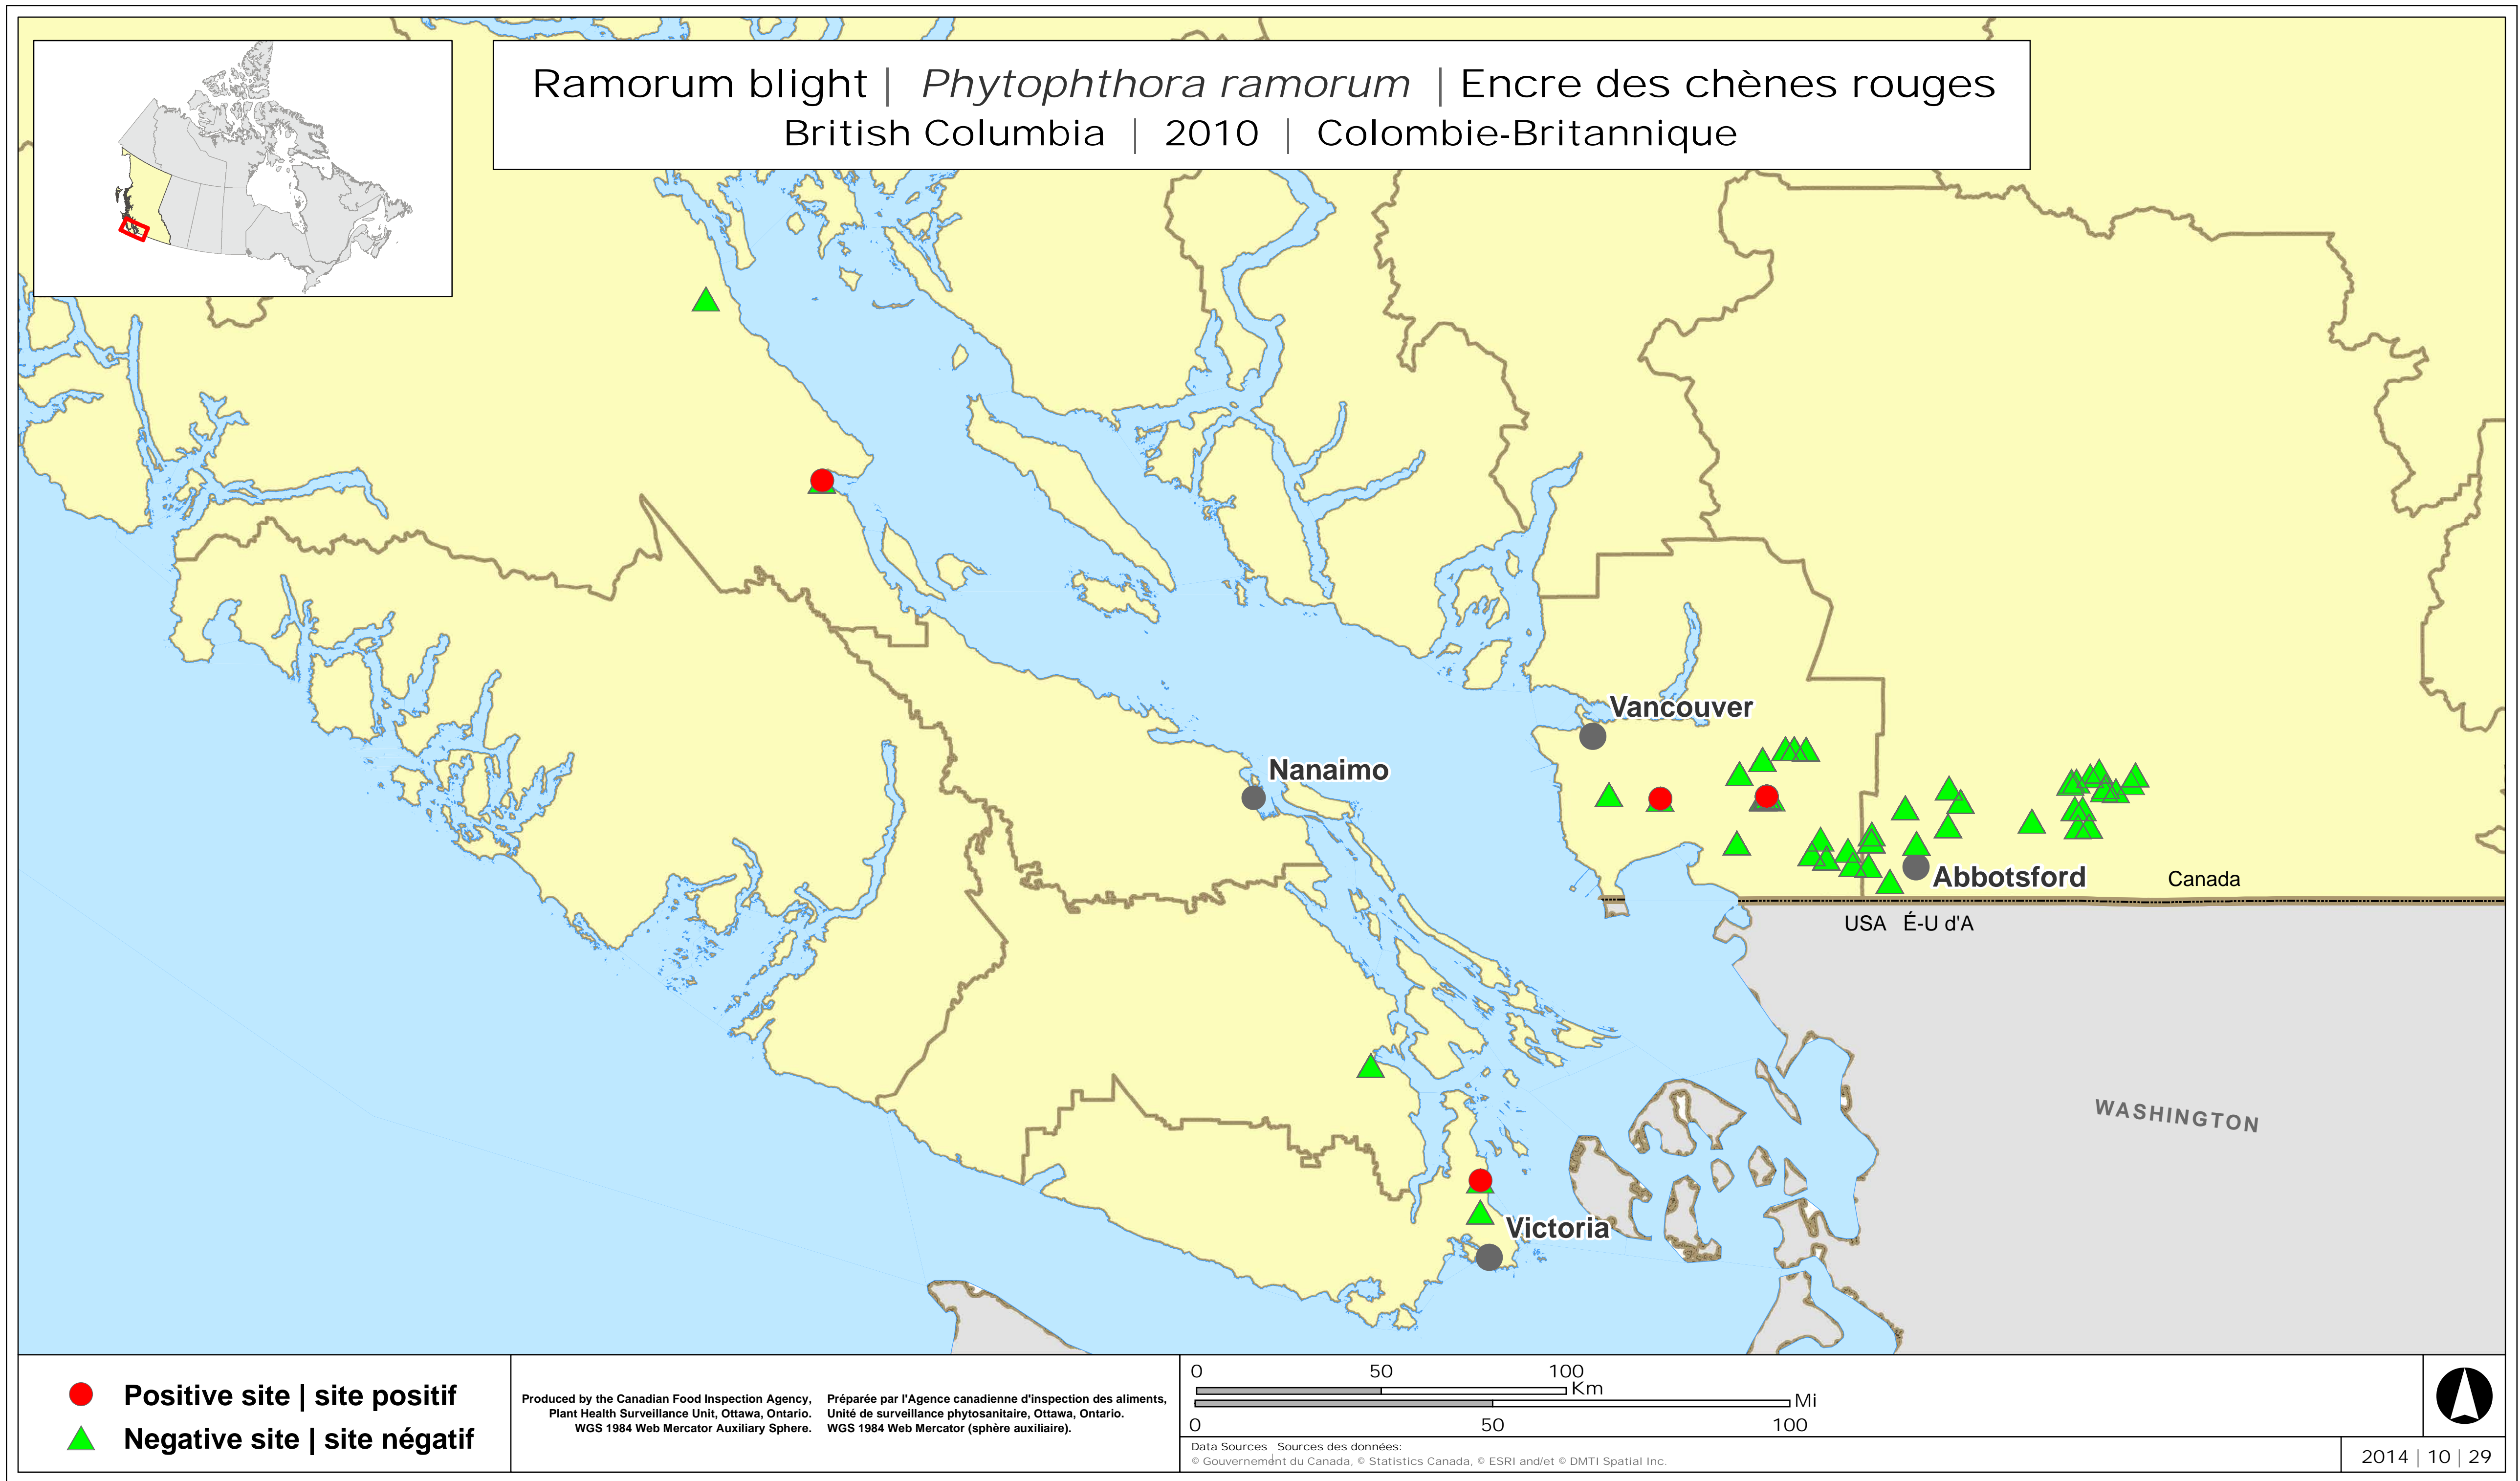 Ramorum blight | Phytophthora ramorum | Encre des chènes rouges
British Columbia | 2010 | Colombie-Britannique
Vancouver
Nanaimo
Abbotsford
Canada
USA É-U d'A
WASHINGTON
Victoria
Positive site | site positif
Negative site | site négatif
Produced by the Canadian Food Inspection Agency,
Plant Health Surveillance Unit, Ottawa, Ontario.
WGS 1984 Web Mercator Auxiliary Sphere.
Préparée par l'Agence canadienne d'inspection des aliments,
Unité de surveillance phytosanitaire, Ottawa, Ontario.
WGS 1984 Web Mercator (sphère auxiliaire).
0 50 100
Km
Mi
0 50 100
Data Sources | Sources des données:
© Gouvernement du Canada, © Statistics Canada, © ESRI and/et © DMTI Spatial Inc.
2014 | 10 | 29